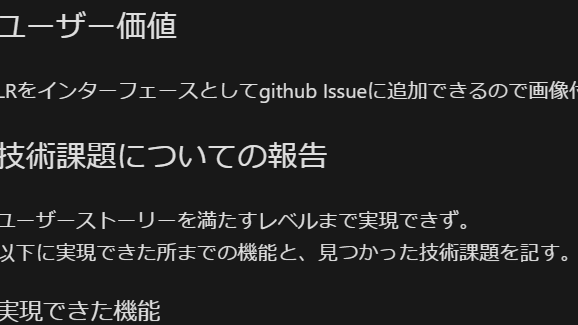 ユーザー価値
LRをインターフェースとしてgithub Issueに追加できるので画像
技術課題についての報告
ユーザーストーリーを満たすレベルまで実現できず。
以下に実現できた所までの機能と、見つかった技術課題を記す。
実現できた機能